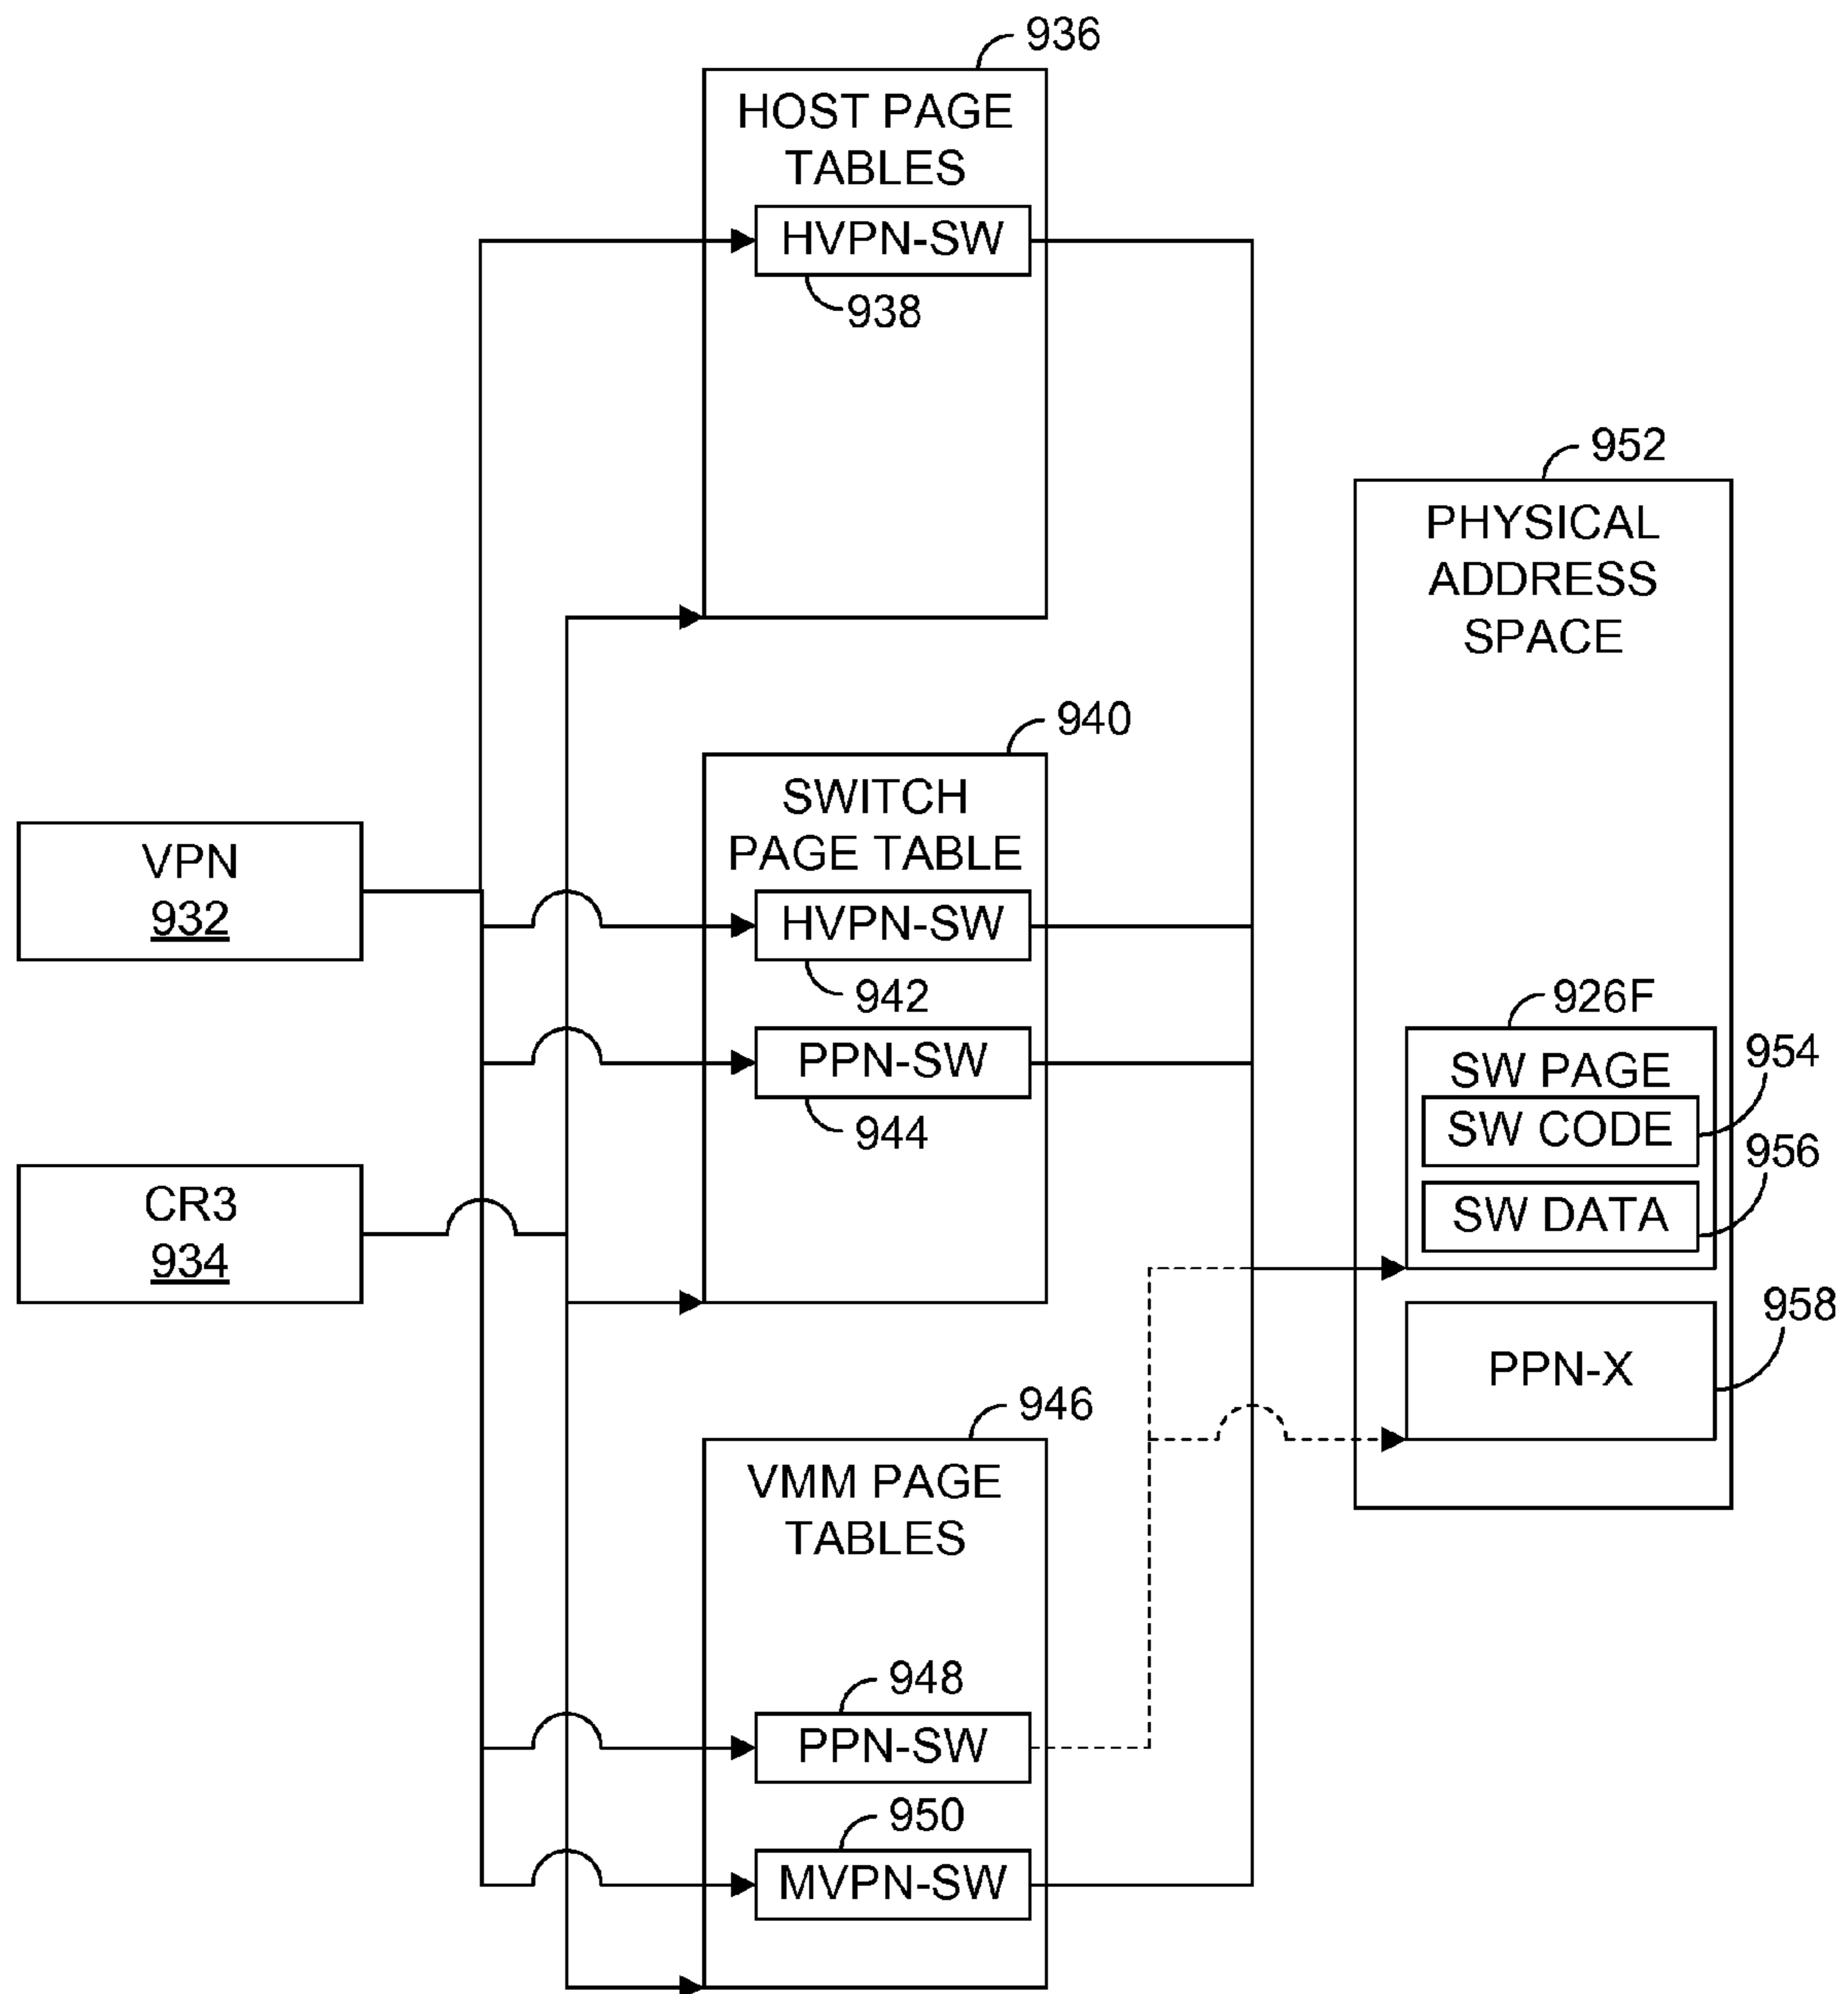 936
HOST PAGE
TABLES
HVPN-SW
938
952
PHYSICAL
ADDRESS
SPACE
940
SWITCH
PAGE TABLE
VPN
932
HVPN-SW
942
926F
PPN-SW
944
SW PAGE
954
SW CODE
956
SW DATA
CR3
934
958
PPN-X
946
VMM PAGE
TABLES
948
PPN-SW
950
MVPN-SW